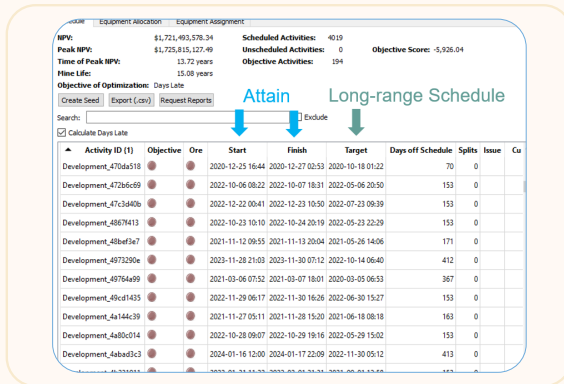 Equipment Allocation Equipment Assignment
NPV: $1,721,493,578.34 Scheduled Activities: 4019
Peak NPV: $1,725,815,127.49 Unscheduled Activities: 0 Objective Score: -5,926.04
Time of Peak NPV: 13.72 years Objective Activities: 194
Mine Life: 15.08 years
Objective of Optimization: Days Late
Create Seed Export (.csv) Request Reports Attain Long-range Schedule
Search: Exclude
Calculate Days Late
Activity ID (1) Objective Ore Start Finish Target Days off Schedule Splits Issue Cu
Development_470da518 2020-12-25 16:44 2020-12-27 02:53 2020-10-18 01:22 70 0
Development_472b6c69 2022-10-06 08:22 2022-10-07 18:31 2022-05-06 20:50 153 0
Development_47c3d40b 2022-12-22 00:41 2022-12-23 10:50 2022-07-23 09:39 153 0
Development_4867f413 2022-10-23 10:10 2022-10-24 20:19 2022-05-23 22:29 153 0
Development_48bef3e7 2021-11-12 09:55 2021-11-13 20:04 2021-05-26 14:06 171 0
Development_4973290e 2023-11-28 21:03 2023-11-30 07:12 2022-10-14 06:40 412 0
Development_49764a99 2021-03-06 07:52 2021-03-07 18:01 2020-03-05 06:53 367 0
Development_49cd1435 2022-11-29 06:17 2022-11-30 16:26 2022-06-30 15:27 153 0
Development_4a144c39 2021-11-27 05:11 2021-11-28 15:20 2021-06-18 08:18 163 0
Development_4a80c014 2022-10-28 09:07 2022-10-29 19:16 2022-05-29 15:02 153 0
Development_4abad3c3 2024-01-16 12:00 2024-01-17 22:09 2022-11-30 05:12 413 0